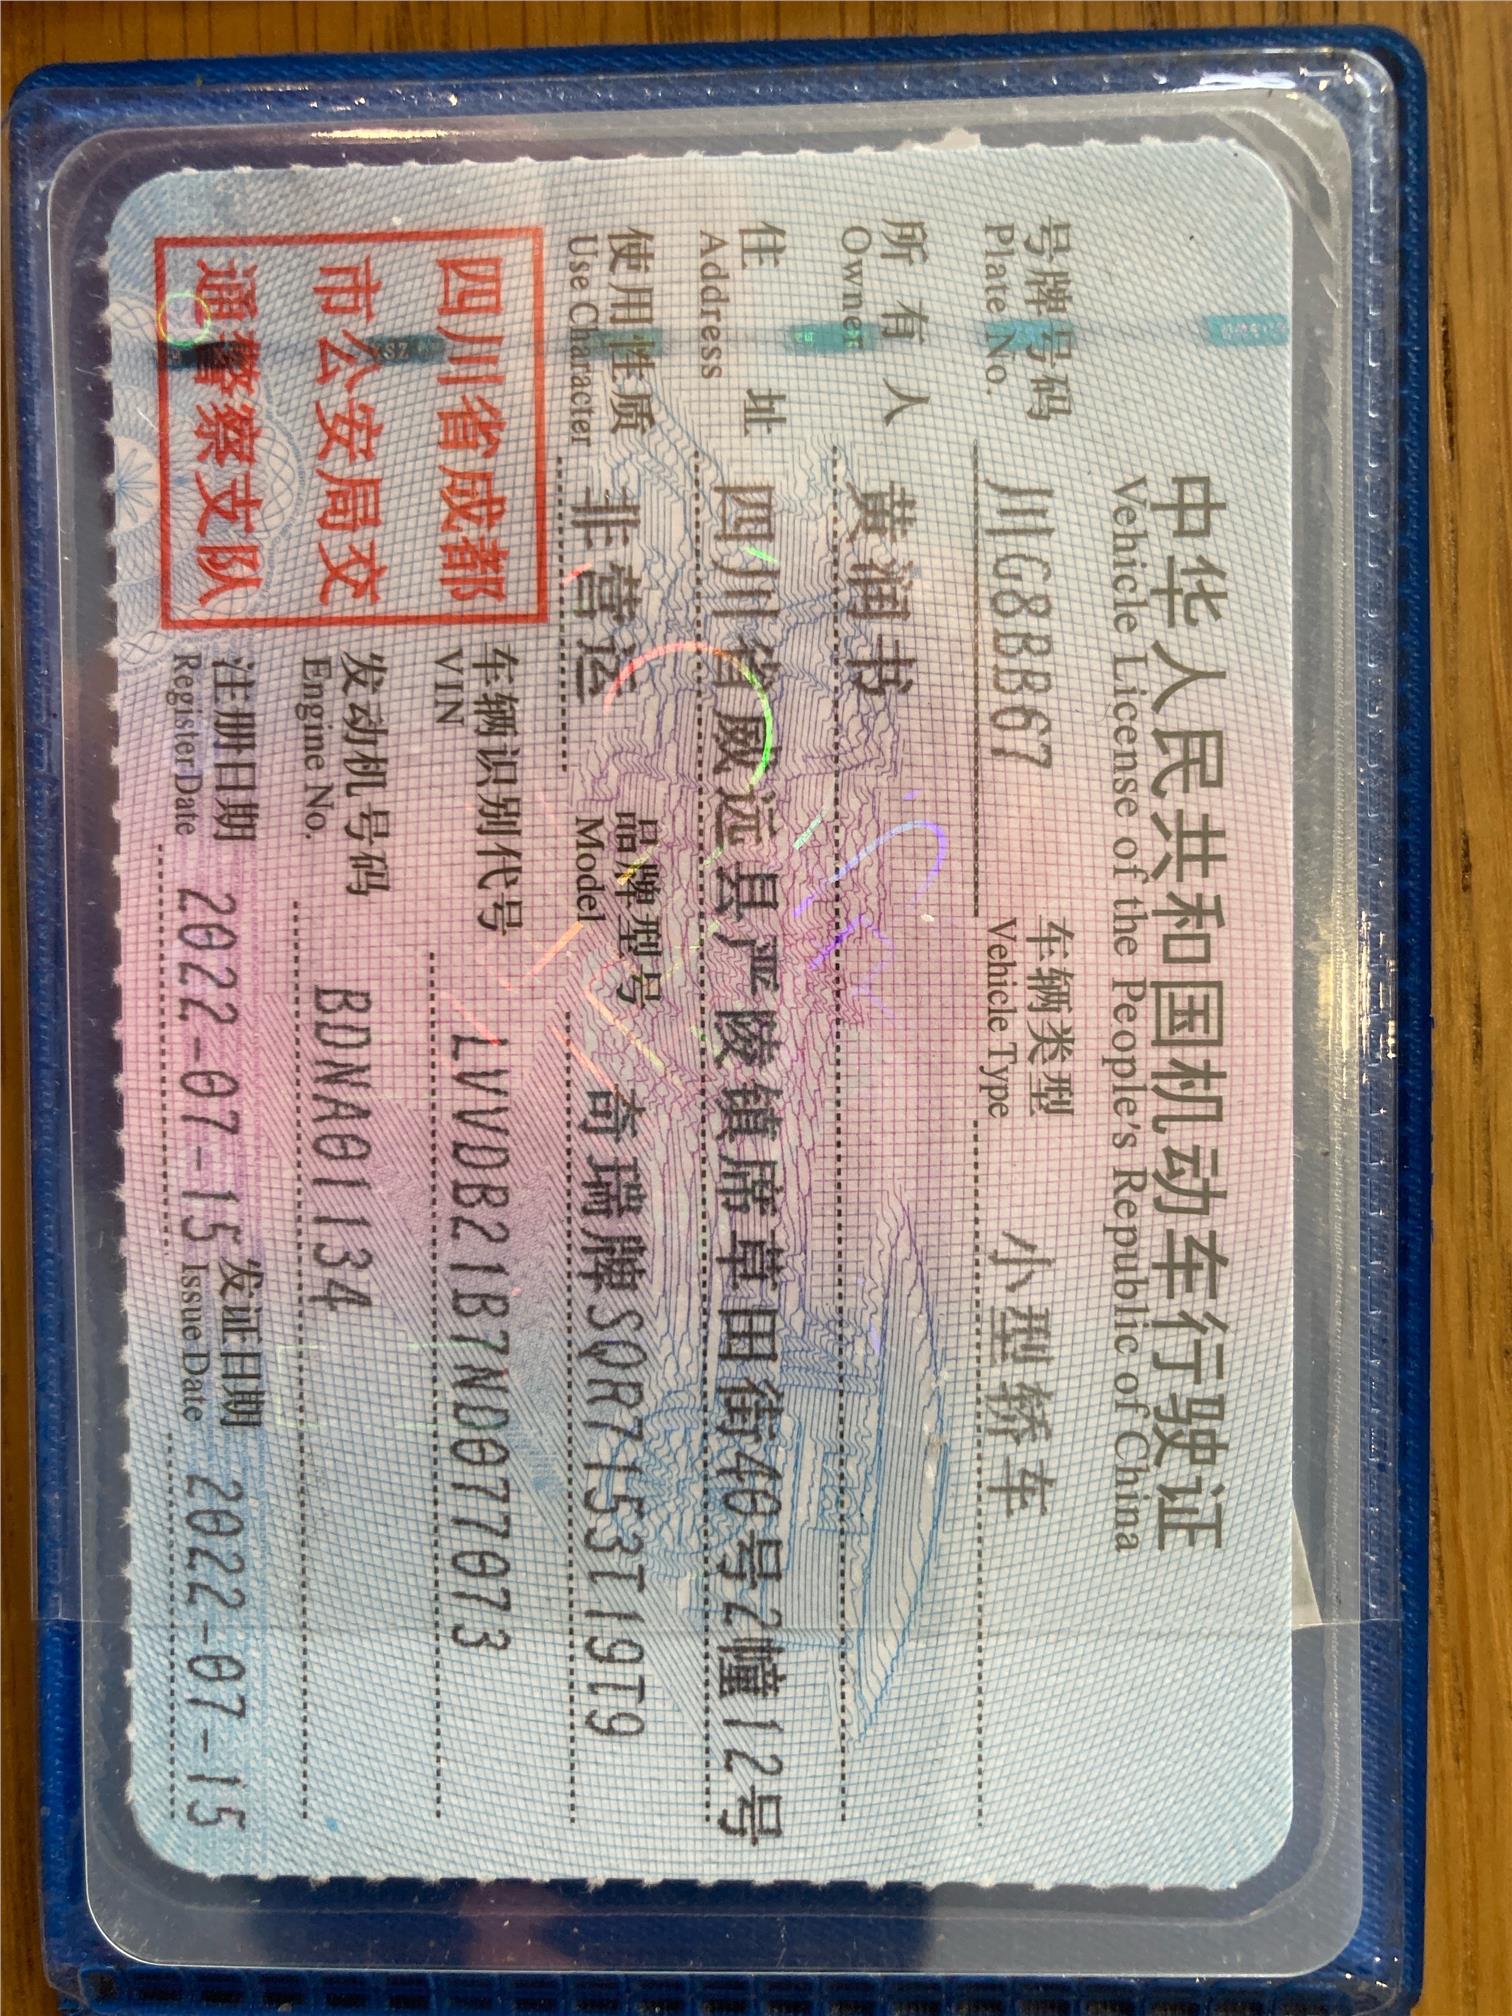 中华人民共和国机动车行驶证
Vehicle License of the People's Republic of China
号牌号码 川G8BB67 车辆类型 小型轿车
Plate No. Vehicle Type
所有人 黄润书
Owner
住址 四川省威远县严陵镇席草田街40号2幢12号
Address
使用性质 非营运 品牌型号 奇瑞牌SQR7153T19T9
Use Character Model
四川省成都
市公安局交
通警察支队
车辆识别代号 LVVDB21B7ND077073
VIN
发动机号码 BDNA01134
Engine No.
注册日期 2022-07-15 发证日期 2022-07-15
Register Date Issue Date